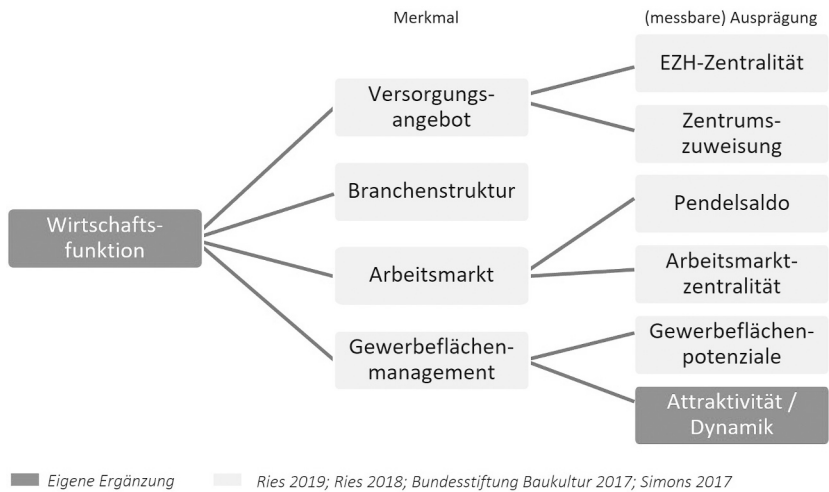 Merkmal
(messbare) Ausprägung
Wirtschafts-
funktion
Versorgungs-
angebot
Branchenstruktur
Arbeitsmarkt
Gewerbeflächen-
management
EZH-Zentralität
Zentrums-
zuweisung
Pendelsaldo
Arbeitsmarkt-
zentralität
Gewerbeflächen-
potenziale
Attraktivität /
Dynamik
Eigene Ergänzung
Ries 2019; Ries 2018; Bundesstiftung Baukultur 2017; Simons 2017